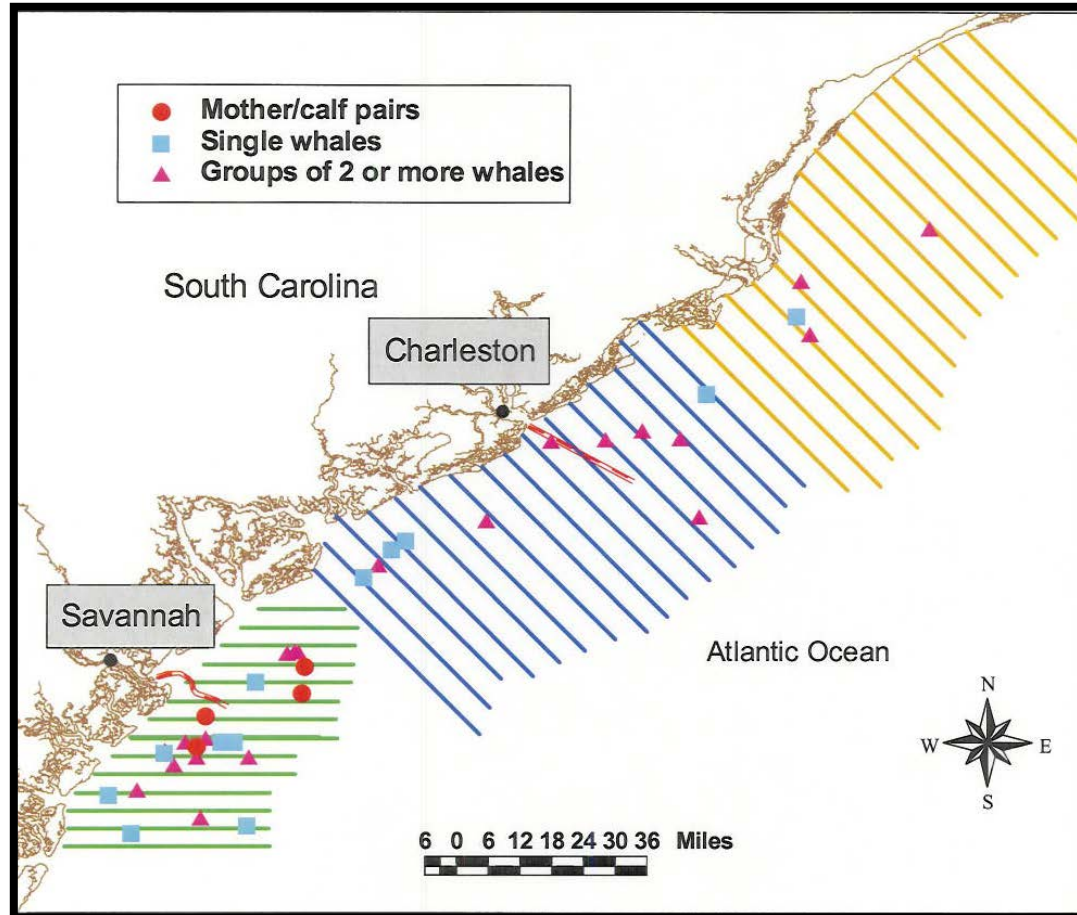 Mother/calf pairs
Single whales
Groups of 2 or more whales
South Carolina
Charleston
Savannah
Atlantic Ocean
N
W E
S
6 0 6 12 18 24 30 36 Miles